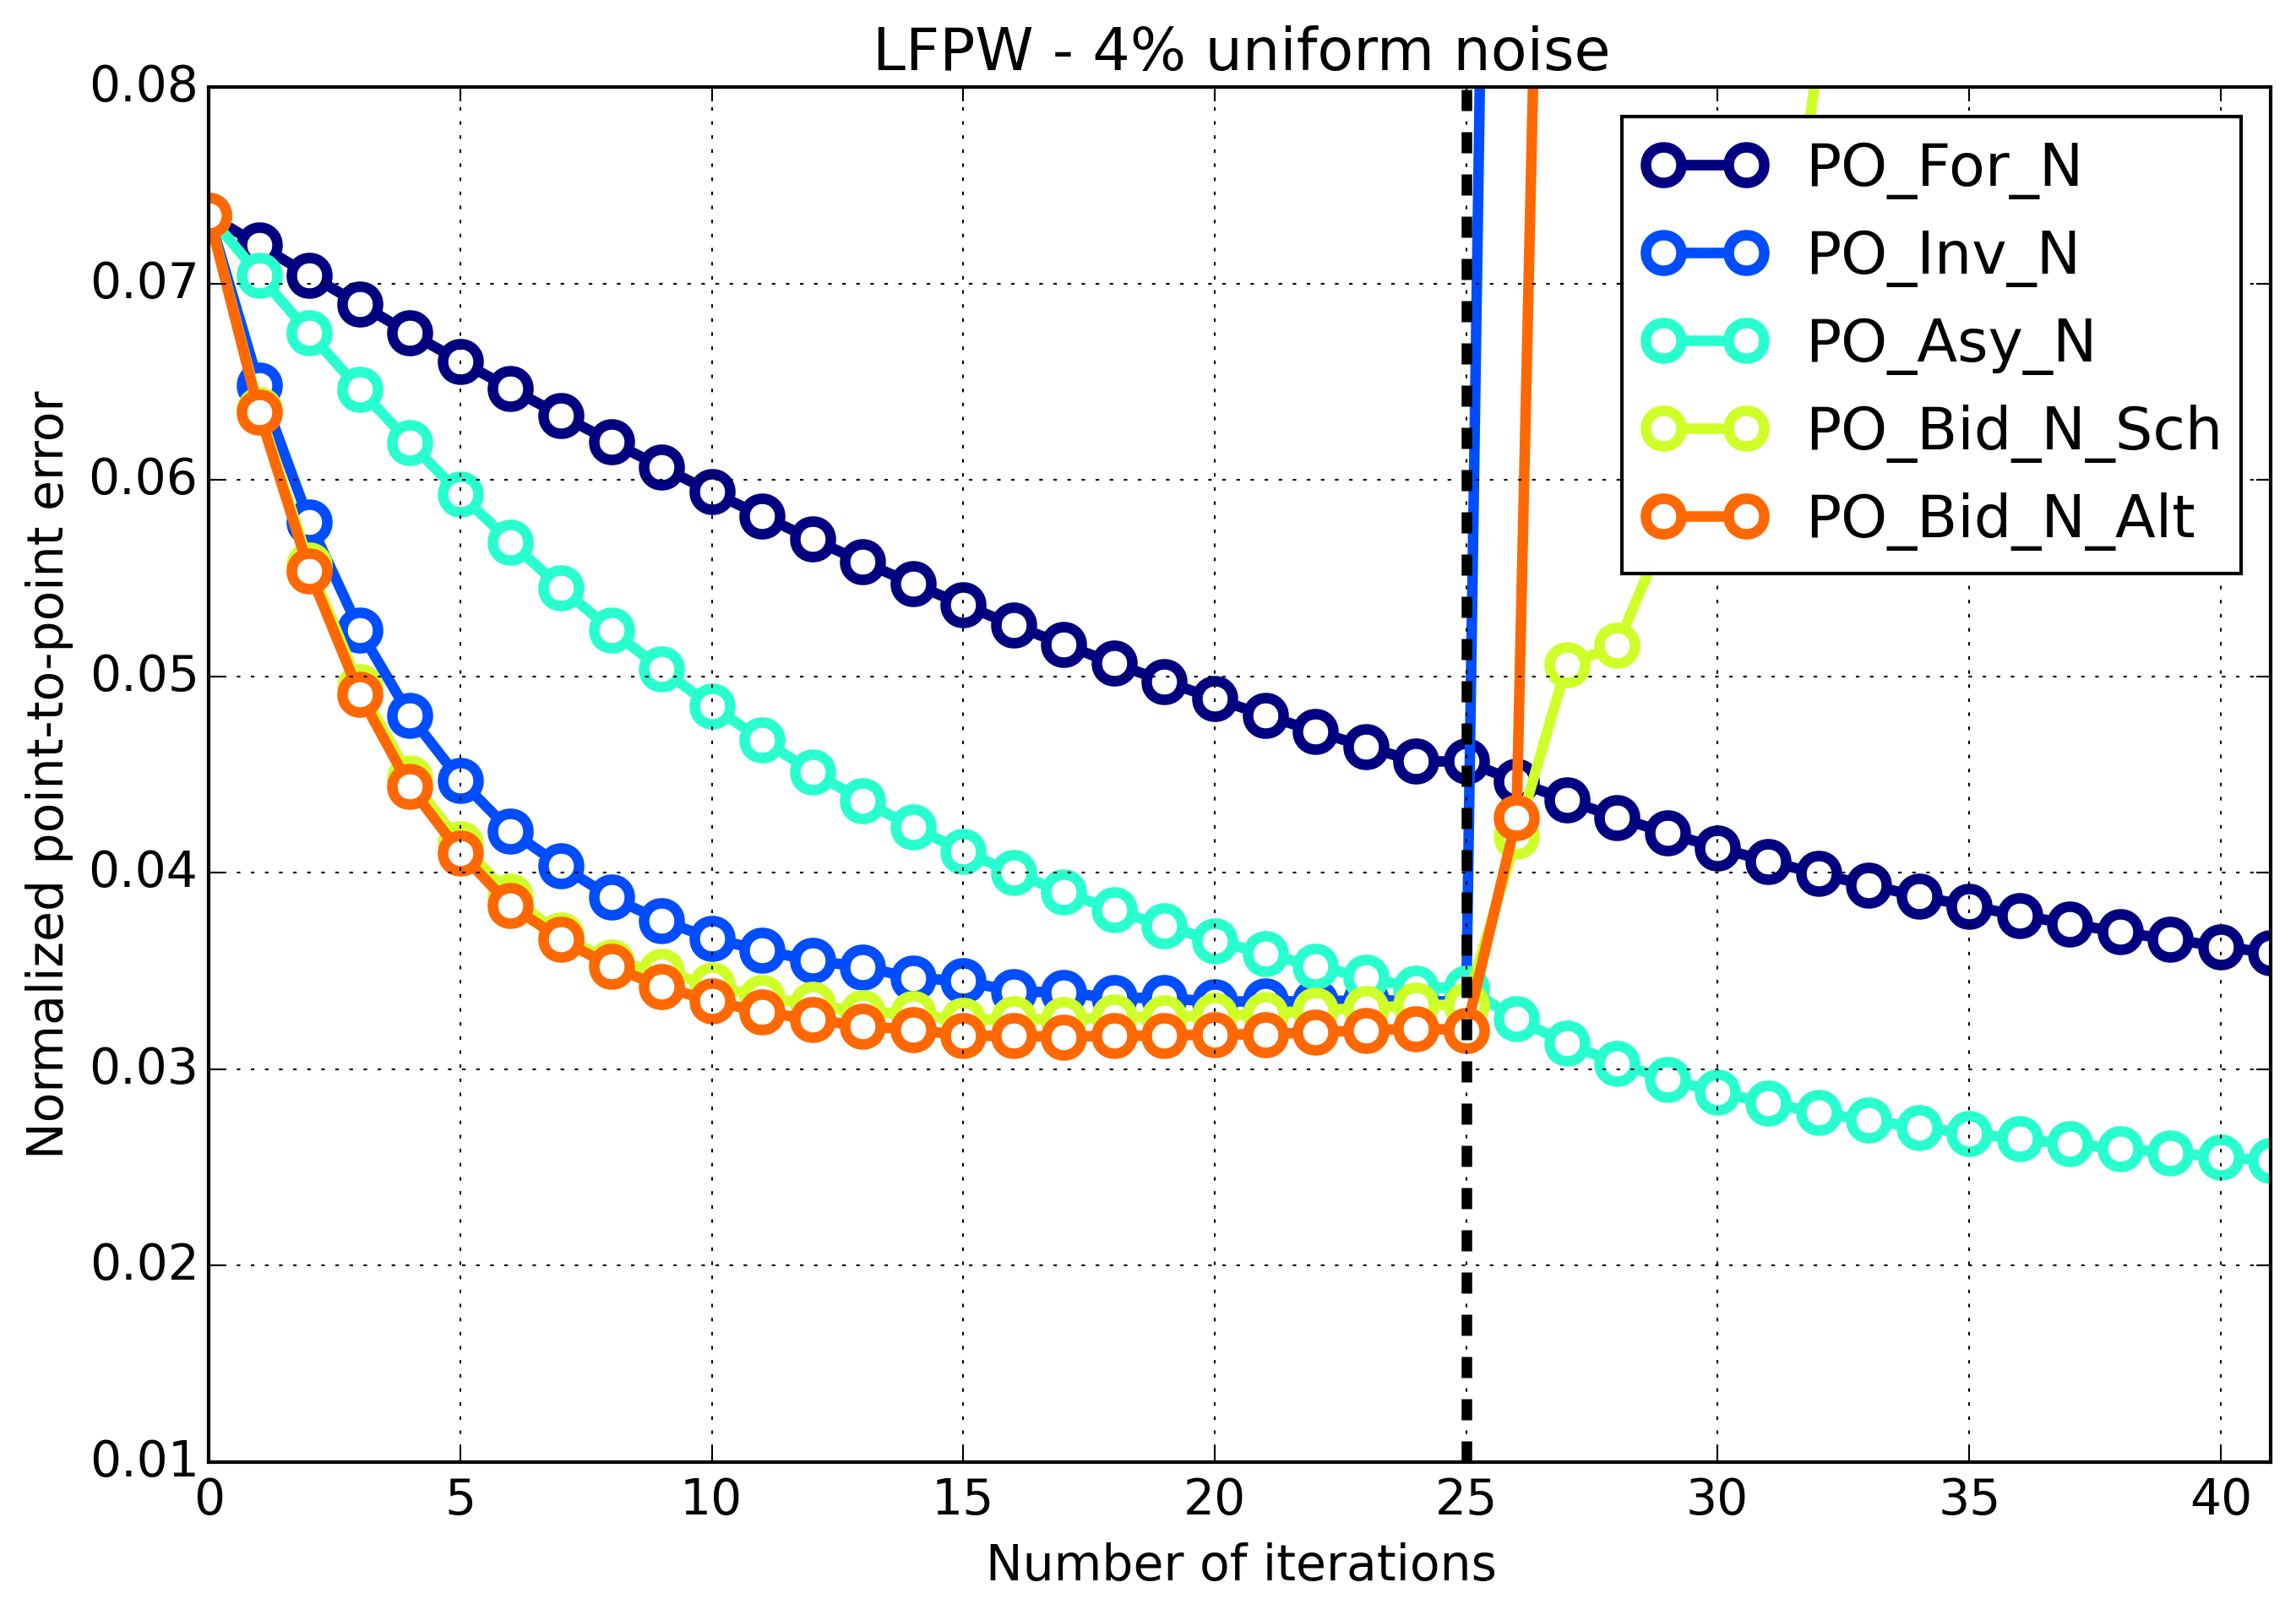 LFPW - 4% uniform noise
0.08
0.07
0.06
0.05
0.04
0.03
0.02
0.01
Normalized point-to-point error
PO_For_N
PO_Inv_N
PO_Asy_N
PO_Bid_N_Sch
PO_Bid_N_Alt
0 5 10 15 20 25 30 35 40
Number of iterations